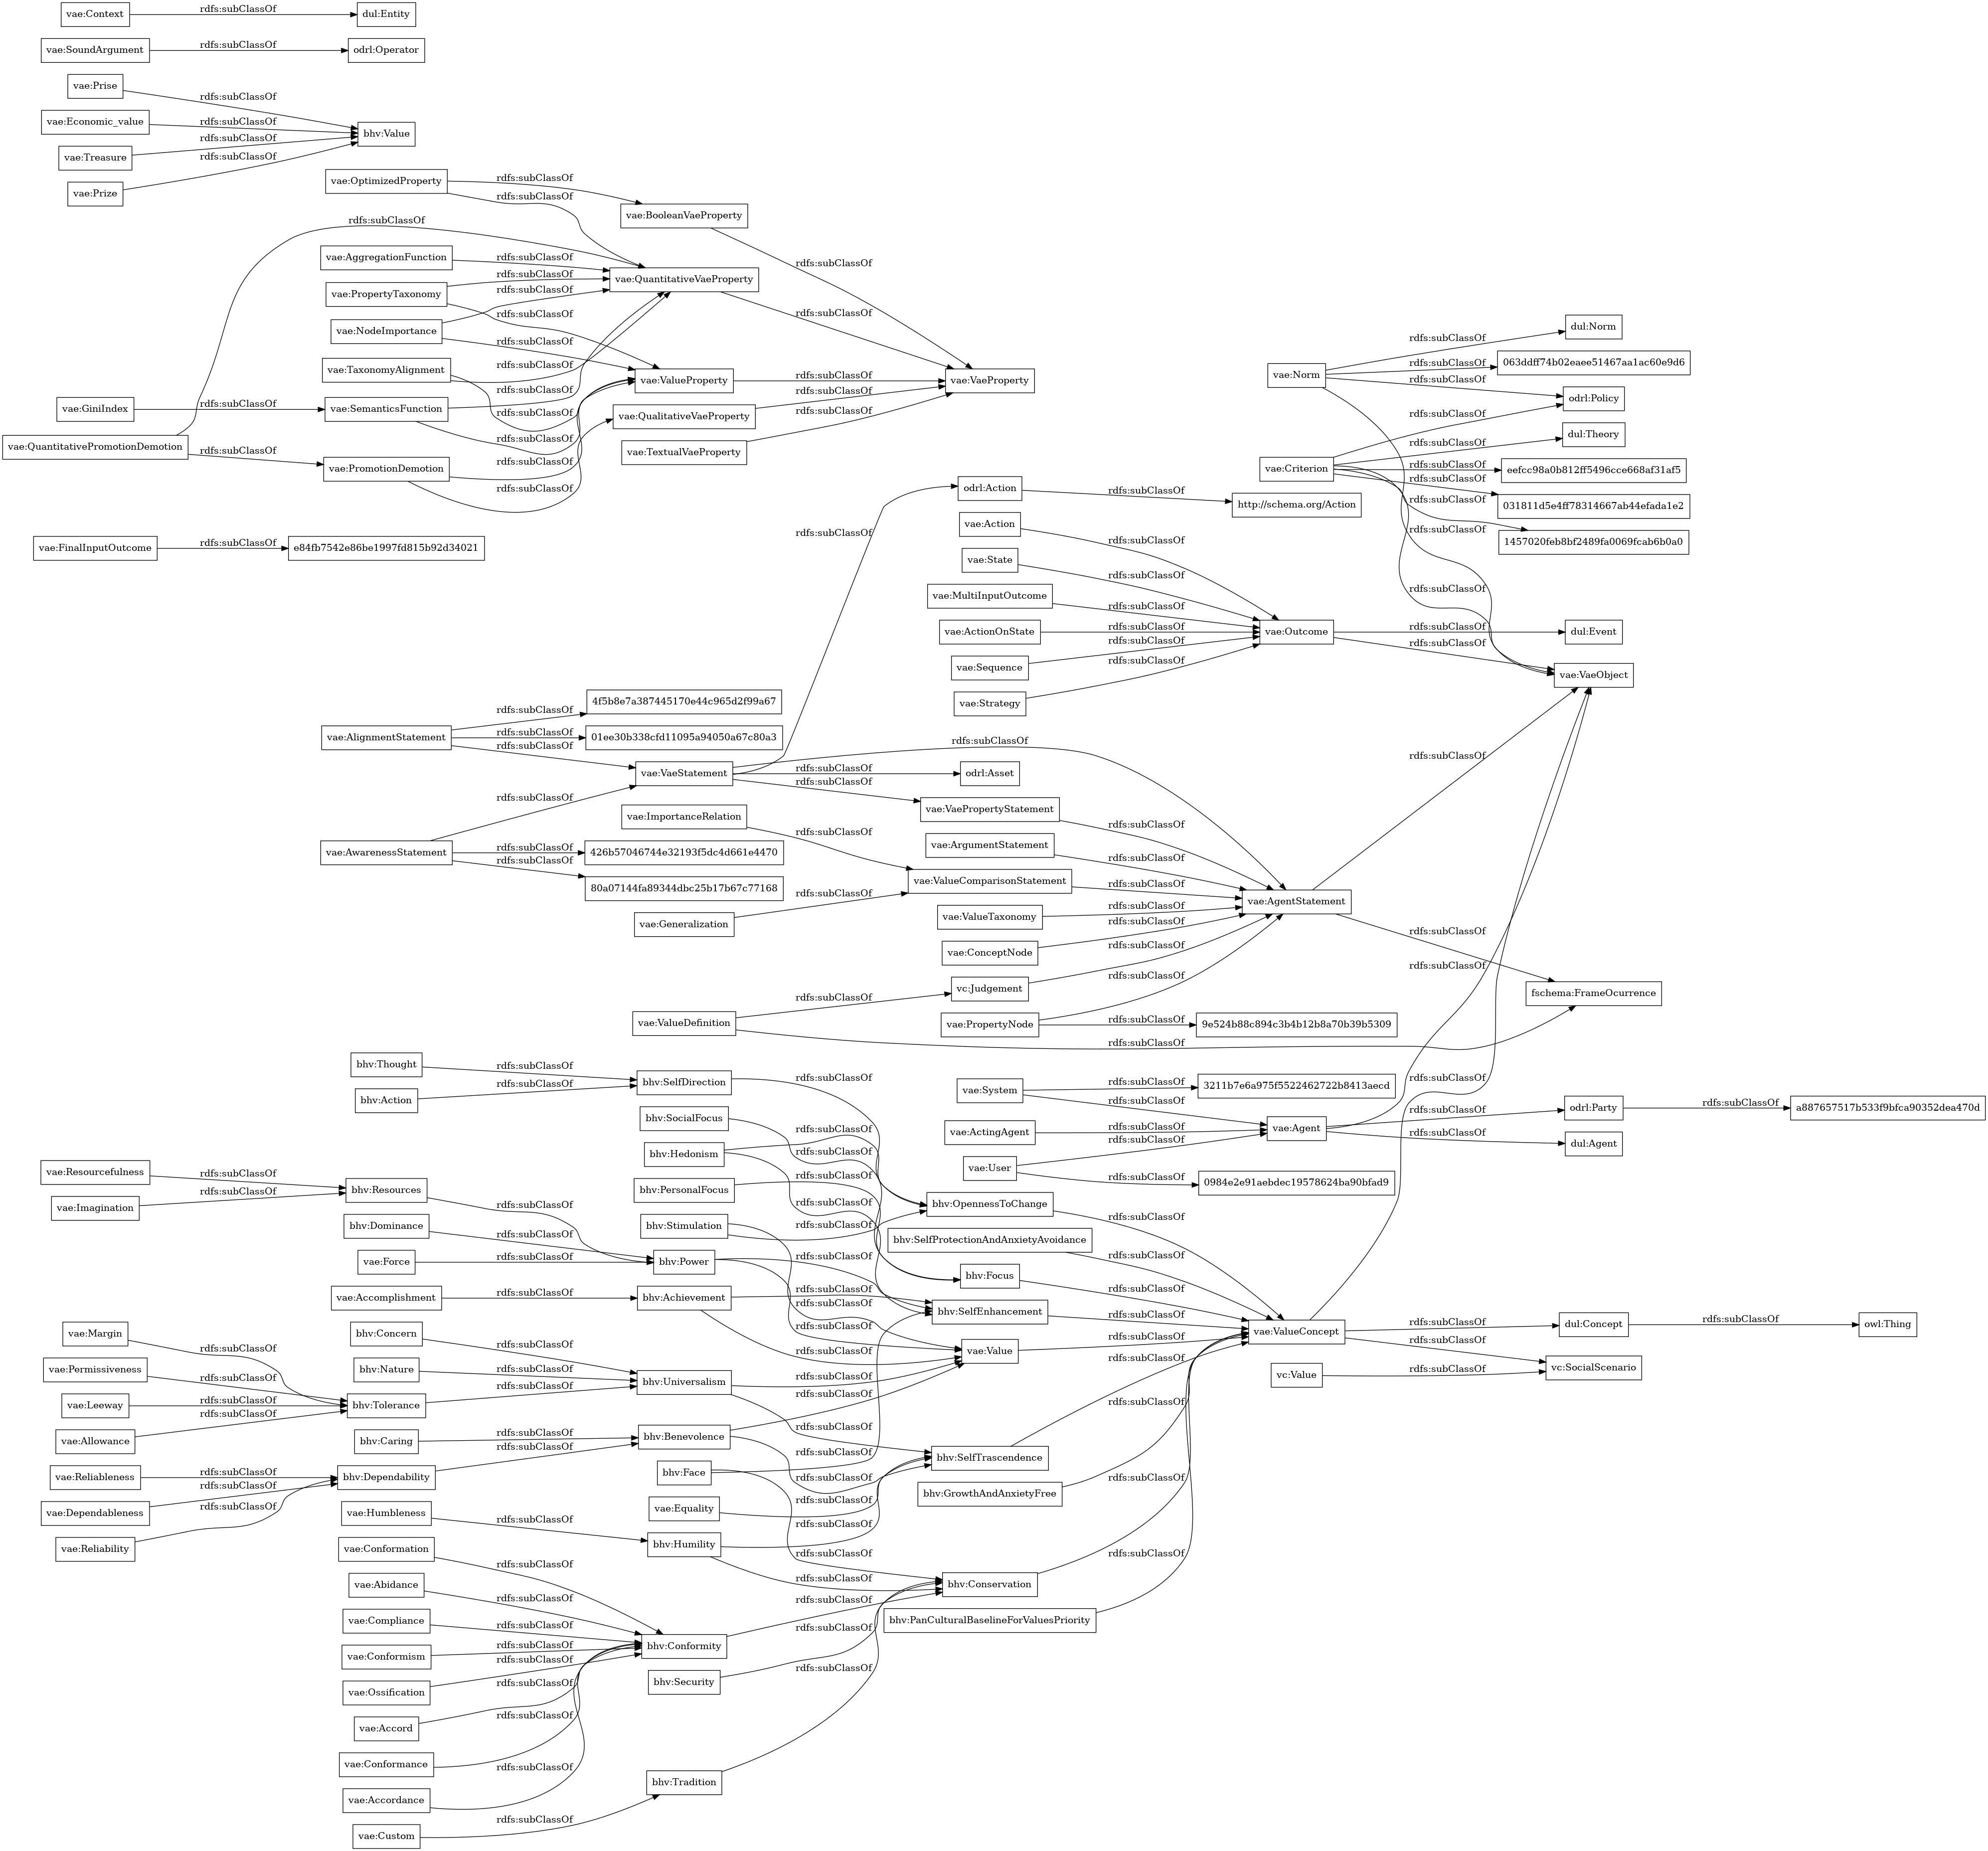 vae:Context
rdfs:subClassOf
dul:Entity
vae:SoundArgument
rdfs:subClassOf
odrl:Operator
vae:Prise
rdfs:subClassOf
vae:Economic_value
rdfs:subClassOf
bhv:Value
vae:Treasure
rdfs:subClassOf
vae:Prize
rdfs:subClassOf
vae:OptimizedProperty
rdfs:subClassOf
rdfs:subClassOf
vae:BooleanVaeProperty
rdfs:subClassOf
rdfs:subClassOf
vae:AggregationFunction
rdfs:subClassOf
vae:QuantitativeVaeProperty
rdfs:subClassOf
vae:PropertyTaxonomy
rdfs:subClassOf
rdfs:subClassOf
vae:NodeImportance
rdfs:subClassOf
rdfs:subClassOf
vae:TaxonomyAlignment
rdfs:subClassOf
rdfs:subClassOf
vae:ValueProperty
rdfs:subClassOf
vae:VaeProperty
vae:GiniIndex
rdfs:subClassOf
vae:SemanticsFunction
rdfs:subClassOf
rdfs:subClassOf
vae:QualitativeVaeProperty
rdfs:subClassOf
vae:QuantitativePromotionDemotion
rdfs:subClassOf
vae:PromotionDemotion
rdfs:subClassOf
rdfs:subClassOf
vae:TextualVaeProperty
rdfs:subClassOf
vae:Norm
rdfs:subClassOf
dul:Norm
rdfs:subClassOf
063ddff74b02eaee51467aa1ac60e9d6
rdfs:subClassOf
odrl:Policy
vae:Criterion
rdfs:subClassOf
rdfs:subClassOf
dul:Theory
rdfs:subClassOf
eefcc98a0b812ff5496cce668af31af5
rdfs:subClassOf
031811d5e4ff78314667ab44efada1e2
rdfs:subClassOf
1457020feb8bf2489fa0069fcab6b0a0
rdfs:subClassOf
rdfs:subClassOf
odrl:Action
rdfs:subClassOf
http://schema.org/Action
vae:FinalInputOutcome
rdfs:subClassOf
e84fb7542e86be1997fd815b92d34021
rdfs:subClassOf
vae:Action
rdfs:subClassOf
vae:State
rdfs:subClassOf
vae:MultiInputOutcome
rdfs:subClassOf
vae:ActionOnState
rdfs:subClassOf
vae:Outcome
rdfs:subClassOf
dul:Event
vae:Sequence
rdfs:subClassOf
rdfs:subClassOf
vae:VaeObject
vae:Strategy
rdfs:subClassOf
vae:AlignmentStatement
rdfs:subClassOf
4f5b8e7a387445170e44c965d2f99a67
rdfs:subClassOf
01ee30b338cfd11095a94050a67c80a3
rdfs:subClassOf
vae:VaeStatement
rdfs:subClassOf
rdfs:subClassOf
odrl:Asset
rdfs:subClassOf
rdfs:subClassOf
vae:VaePropertyStatement
rdfs:subClassOf
vae:AwarenessStatement
rdfs:subClassOf
rdfs:subClassOf
426b57046744e32193f5dc4d661e4470
rdfs:subClassOf
80a07144fa89344dbc25b17b67c77168
vae:ImportanceRelation
rdfs:subClassOf
vae:ArgumentStatement
rdfs:subClassOf
vae:ValueComparisonStatement
rdfs:subClassOf
vae:Generalization
rdfs:subClassOf
vae:ValueTaxonomy
rdfs:subClassOf
vae:AgentStatement
rdfs:subClassOf
vae:ConceptNode
rdfs:subClassOf
vc:Judgement
rdfs:subClassOf
fschema:FrameOcurrence
vae:ValueDefinition
rdfs:subClassOf
rdfs:subClassOf
vae:PropertyNode
rdfs:subClassOf
rdfs:subClassOf
9e524b88c894c3b4b12b8a70b39b5309
rdfs:subClassOf
bhv:Thought
rdfs:subClassOf
bhv:Action
rdfs:subClassOf
bhv:SelfDirection
rdfs:subClassOf
vae:System
rdfs:subClassOf
3211b7e6a975f5522462722b8413aecd
rdfs:subClassOf
vae:ActingAgent
rdfs:subClassOf
vae:Agent
rdfs:subClassOf
odrl:Party
rdfs:subClassOf
a887657517b533f9bfca90352dea470d
rdfs:subClassOf
dul:Agent
vae:User
rdfs:subClassOf
rdfs:subClassOf
0984e2e91aebdec19578624ba90bfad9
rdfs:subClassOf
bhv:SocialFocus
rdfs:subClassOf
bhv:Hedonism
rdfs:subClassOf
rdfs:subClassOf
bhv:PersonalFocus
rdfs:subClassOf
bhv:Stimulation
rdfs:subClassOf
rdfs:subClassOf
bhv:OpennessToChange
rdfs:subClassOf
bhv:SelfProtectionAndAnxietyAvoidance
rdfs:subClassOf
vae:Resourcefulness
rdfs:subClassOf
vae:Imagination
rdfs:subClassOf
bhv:Resources
rdfs:subClassOf
bhv:Dominance
rdfs:subClassOf
vae:Force
rdfs:subClassOf
bhv:Power
rdfs:subClassOf
rdfs:subClassOf
bhv:Focus
rdfs:subClassOf
vae:Accomplishment
rdfs:subClassOf
bhv:Achievement
rdfs:subClassOf
rdfs:subClassOf
bhv:SelfEnhancement
rdfs:subClassOf
vae:Value
rdfs:subClassOf
vae:ValueConcept
rdfs:subClassOf
dul:Concept
rdfs:subClassOf
owl:Thing
rdfs:subClassOf
vc:Value
rdfs:subClassOf
vc:SocialScenario
vae:Margin
rdfs:subClassOf
vae:Permissiveness
rdfs:subClassOf
vae:Leeway
rdfs:subClassOf
vae:Allowance
rdfs:subClassOf
bhv:Concern
rdfs:subClassOf
bhv:Nature
rdfs:subClassOf
bhv:Tolerance
rdfs:subClassOf
bhv:Universalism
rdfs:subClassOf
rdfs:subClassOf
bhv:Caring
rdfs:subClassOf
bhv:Benevolence
rdfs:subClassOf
rdfs:subClassOf
bhv:SelfTrascendence
rdfs:subClassOf
vae:Reliableness
rdfs:subClassOf
bhv:Dependability
rdfs:subClassOf
vae:Dependableness
rdfs:subClassOf
vae:Reliability
rdfs:subClassOf
bhv:Face
rdfs:subClassOf
rdfs:subClassOf
bhv:GrowthAndAnxietyFree
rdfs:subClassOf
vae:Equality
rdfs:subClassOf
vae:Humbleness
rdfs:subClassOf
bhv:Humility
rdfs:subClassOf
rdfs:subClassOf
bhv:Conservation
rdfs:subClassOf
vae:Conformation
rdfs:subClassOf
vae:Abidance
rdfs:subClassOf
vae:Compliance
rdfs:subClassOf
bhv:Conformity
rdfs:subClassOf
bhv:PanCulturalBaselineForValuesPriority
rdfs:subClassOf
vae:Conformism
rdfs:subClassOf
vae:Ossification
rdfs:subClassOf
bhv:Security
rdfs:subClassOf
vae:Accord
rdfs:subClassOf
vae:Conformance
rdfs:subClassOf
vae:Accordance
rdfs:subClassOf
bhv:Tradition
rdfs:subClassOf
vae:Custom
rdfs:subClassOf